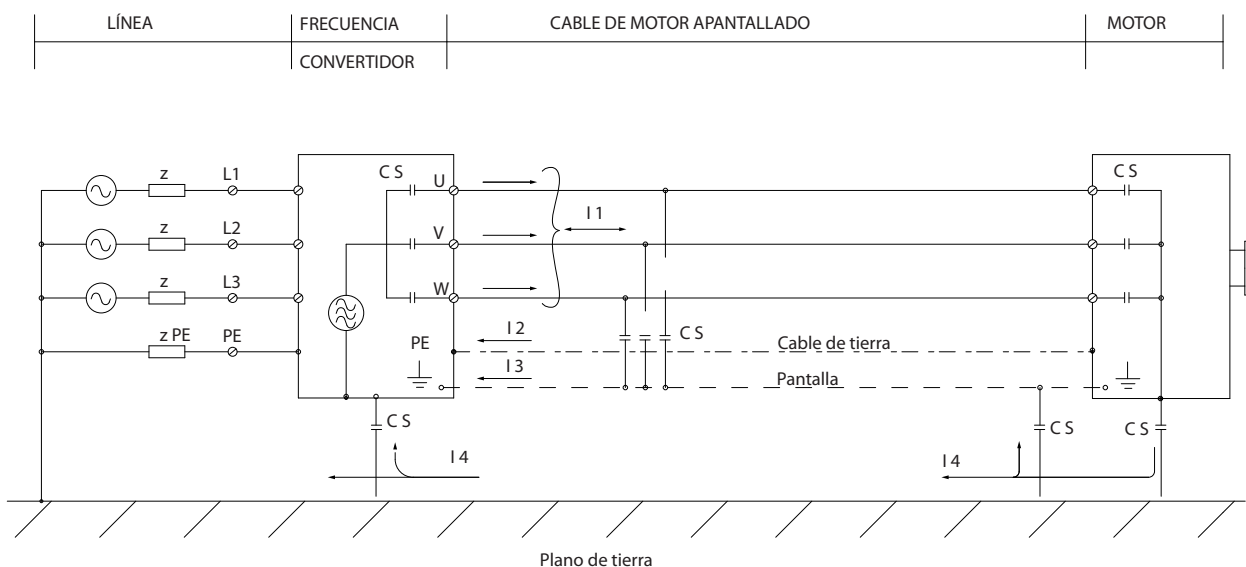 LÍNEA
FRECUENCIA
CABLE DE MOTOR APANTALLADO
MOTOR
CONVERTIDOR
z
L1
C S
U
C S
z
L2
V
I 1
z
L3
W
z PE
PE
PE
I 2
C S
Cable de tierra
I 3
Pantalla
C S
C S
C S
I 4
I 4
Plano de tierra